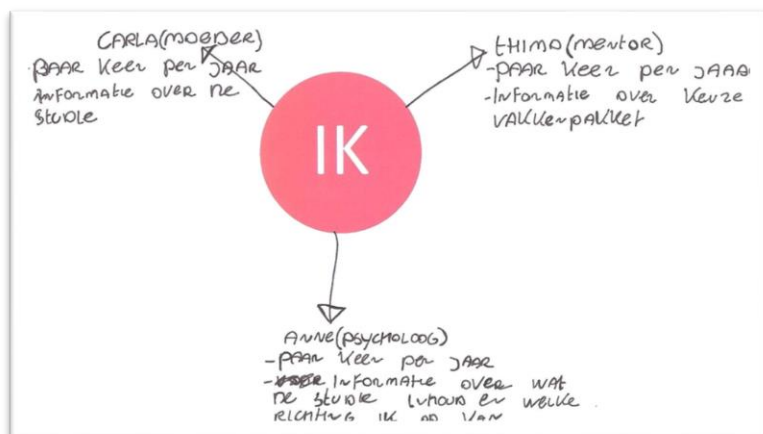 CARLA(MOEDER)
-PAAR KEER PER JAAR
INFORMATIE OVER DE
STUDIE
THIMO(MENTOR)
-PAAR KEER PER JAAR
-INFORMATIE OVER KEUZE
VAKKENPAKKET
IK
ANNE(PSYCHOLOOG)
-PAAR KEER PER JAAR
- INFORMATIE OVER WAT
DE STUDIE INHOUD EN WELKE
RICHTING IK OP KAN